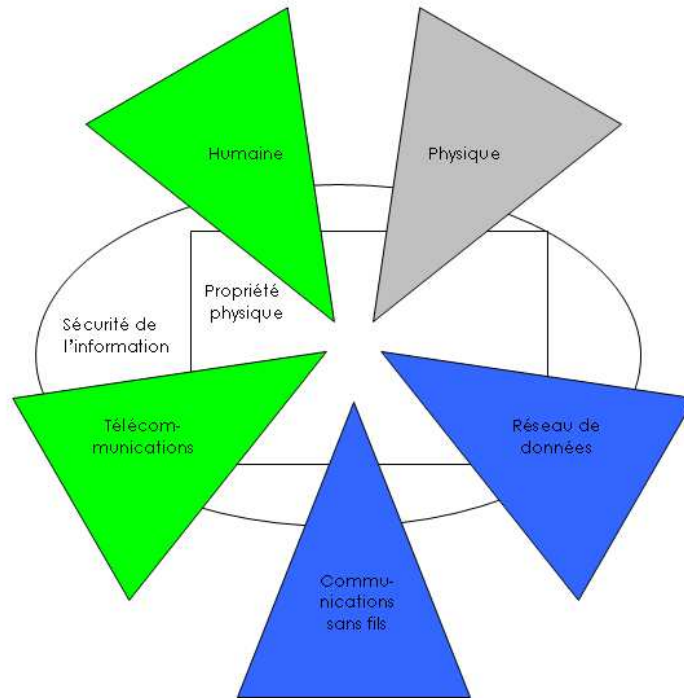 Humaine
Physique
Propriété
physique
Sécurité de
l'information
Télécom-
munications
Réseau de
données
Commu-
nications
sans fils